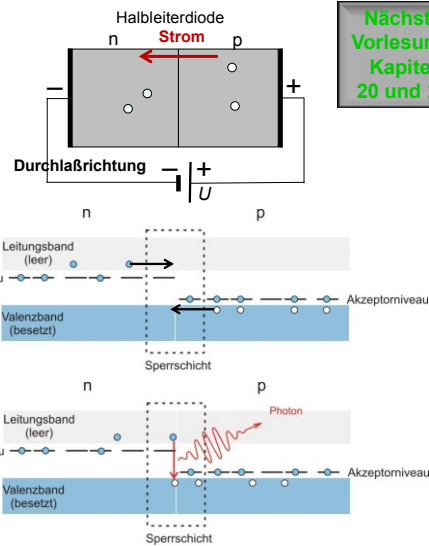 Halbleiterdiode
n Strom p
Nächst
Vorlesun
Kapite
20 und
– +
Durchlaßrichtung – +
U
n p
Leitungsband
(leer)
u
Akzeptorniveau
Valenzband
(besetzt)
Sperrschicht
n p
Photon
Leitungsband
(leer)
u
Akzeptorniveau
Valenzband
(besetzt)
Sperrschicht